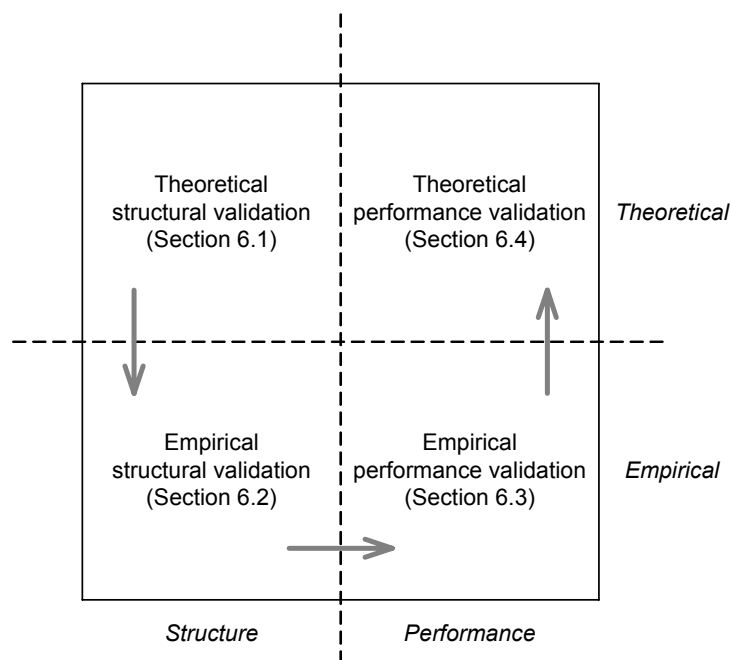 Theoretical
structural validation
(Section 6.1)
Theoretical
performance validation
(Section 6.4)
Theoretical
Empirical
structural validation
(Section 6.2)
Empirical
performance validation
(Section 6.3)
Empirical
Structure
Performance